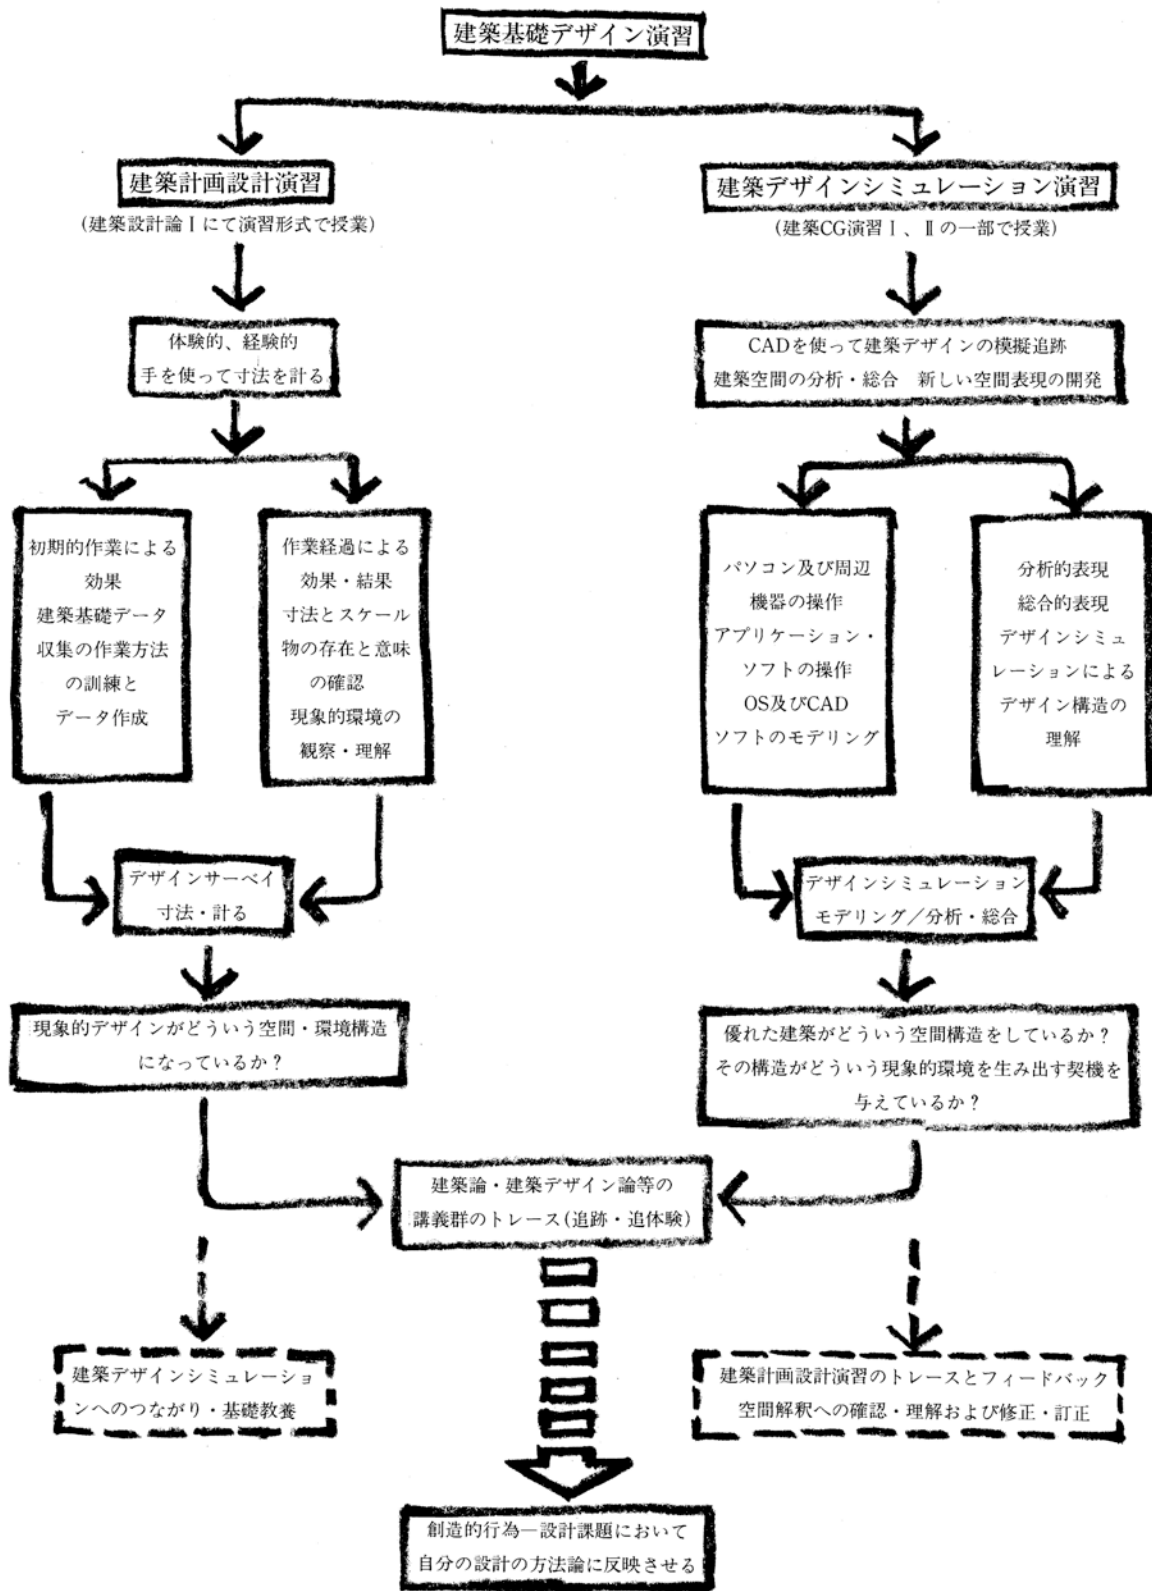 建築基礎デザイン演習
建築計画設計演習
(建築設計論Ⅰにて演習形式で授業)
体験的、経験的
手を使って寸法を計る
初期的作業による
効果
建築基礎データ
収集の作業方法
の訓練と
データ作成
作業経過による
効果・結果
寸法とスケール
物の存在と意味
の確認
現象的環境の
観察・理解
デザインサーベイ
寸法・計る
現象的デザインがどういう空間・環境構造
になっているか?
建築デザインシミュレーション演習
(建築CG演習Ⅰ、Ⅱの一部で授業)
CADを使って建築デザインの模擬追跡
建築空間の分析・総合　新しい空間表現の開発
パソコン及び周辺
機器の操作
アプリケーション・
ソフトの操作
OS及びCAD
ソフトのモデリング
分析的表現
総合的表現
デザインシミュ
レーションによる
デザイン構造の
理解
デザインシミュレーション
モデリング/分析・総合
優れた建築がどういう空間構造をしているか?
その構造がどういう現象的環境を生み出す契機を
与えているか?
建築論・建築デザイン論等の
講義群のトレース(追跡・追体験)
建築デザインシミュレーショ
ンへのつながり・基礎教養
建築計画設計演習のトレースとフィードバック
空間解釈への確認・理解および修正・訂正
創造的行為―設計課題において
自分の設計の方法論に反映させる